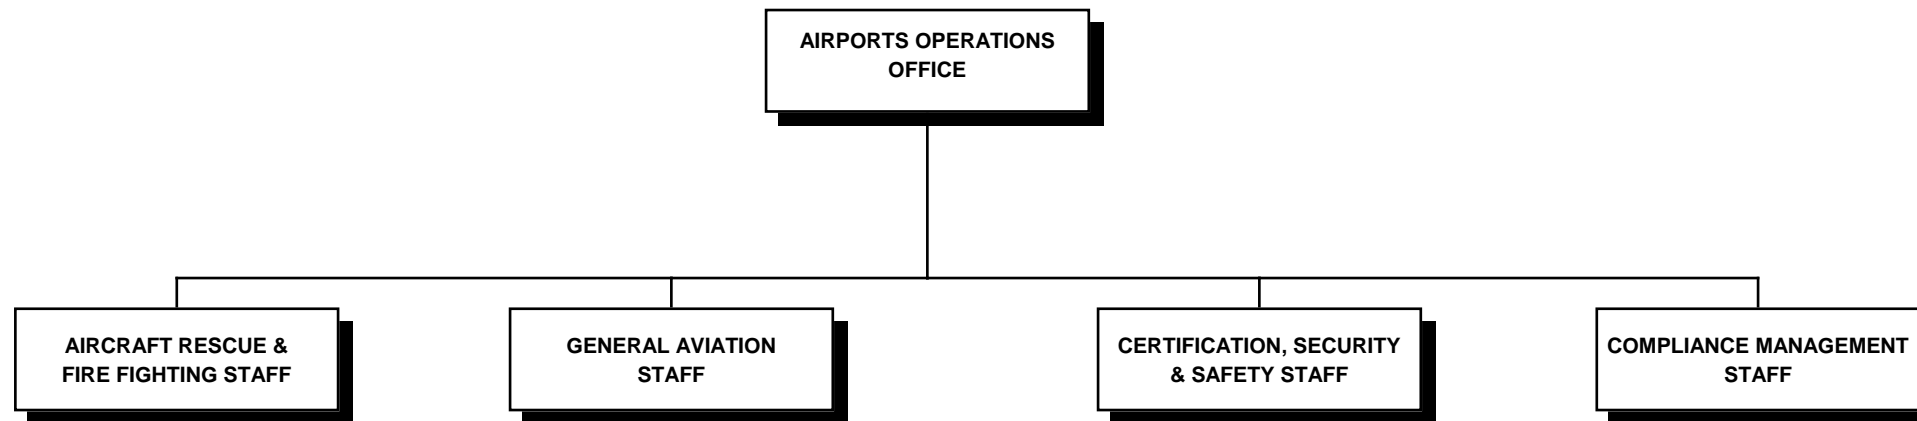 AIRPORTS OPERATIONS
OFFICE
AIRCRAFT RESCUE &
FIRE FIGHTING STAFF
GENERAL AVIATION
STAFF
CERTIFICATION, SECURITY
& SAFETY STAFF
COMPLIANCE MANAGEMENT
STAFF